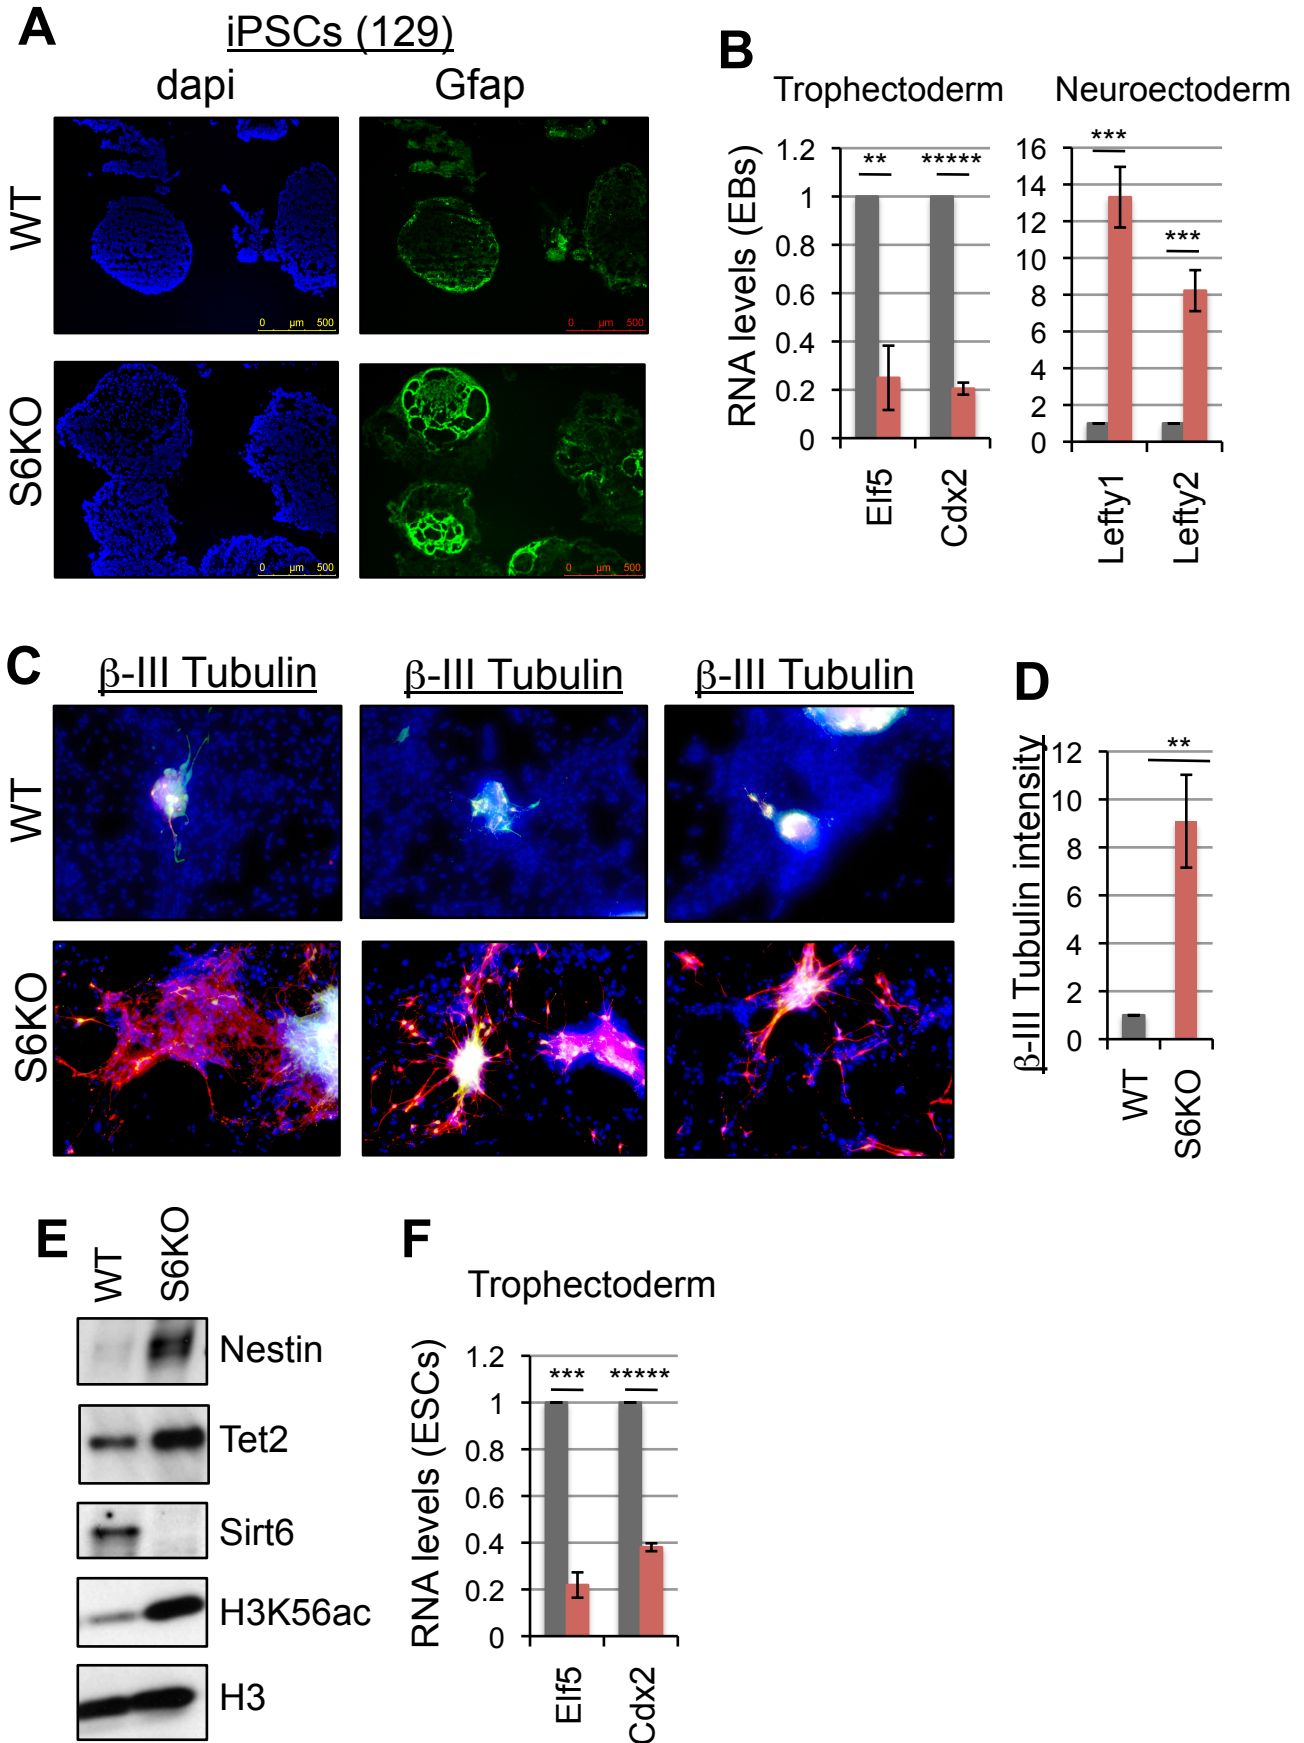 A
iPSCs (129)
dapi
Gfap
WT
0 µm 500
0 µm 500
S6KO
0 µm 500
0 µm 500
B
Trophectoderm
Neuroectoderm
RNA levels (EBs)
1.2
1
0.8
0.6
0.4
0.2
0
**
*****
Elf5
Cdx2
16
14
12
10
8
6
4
2
0
***
***
Lefty1
Lefty2
C
β-III Tubulin
β-III Tubulin
β-III Tubulin
WT
S6KO
D
β-III Tubulin intensity
12
10
8
6
4
2
0
**
WT
S6KO
E
WT
S6KO
Nestin
Tet2
Sirt6
H3K56ac
H3
F
Trophectoderm
RNA levels (ESCs)
1.2
1
0.8
0.6
0.4
0.2
0
***
*****
Elf5
Cdx2